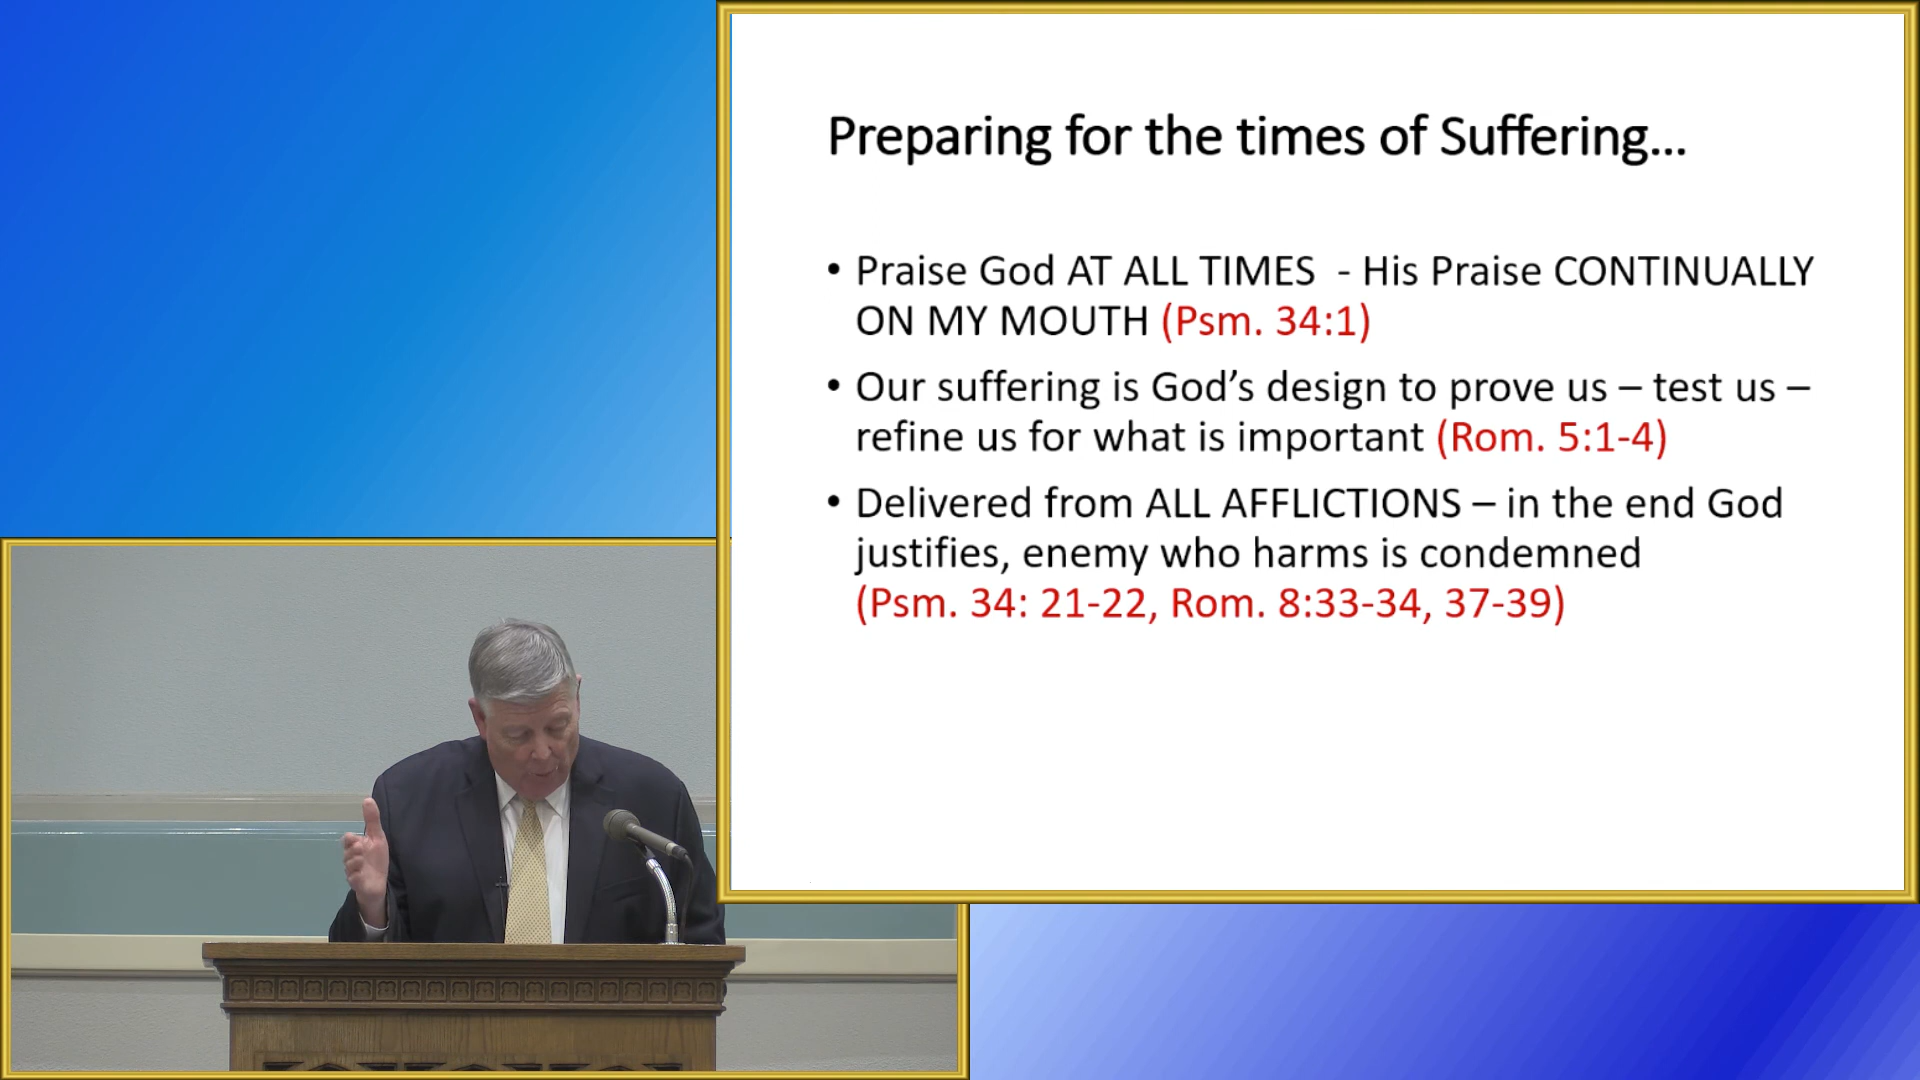 Preparing for the times of Suffering...
• Praise God AT ALL TIMES  - His Praise CONTINUALLY
ON MY MOUTH (Psm. 34:1)
• Our suffering is God’s design to prove us – test us –
refine us for what is important (Rom. 5:1-4)
• Delivered from ALL AFFLICTIONS – in the end God
justifies, enemy who harms is condemned
(Psm. 34: 21-22, Rom. 8:33-34, 37-39)